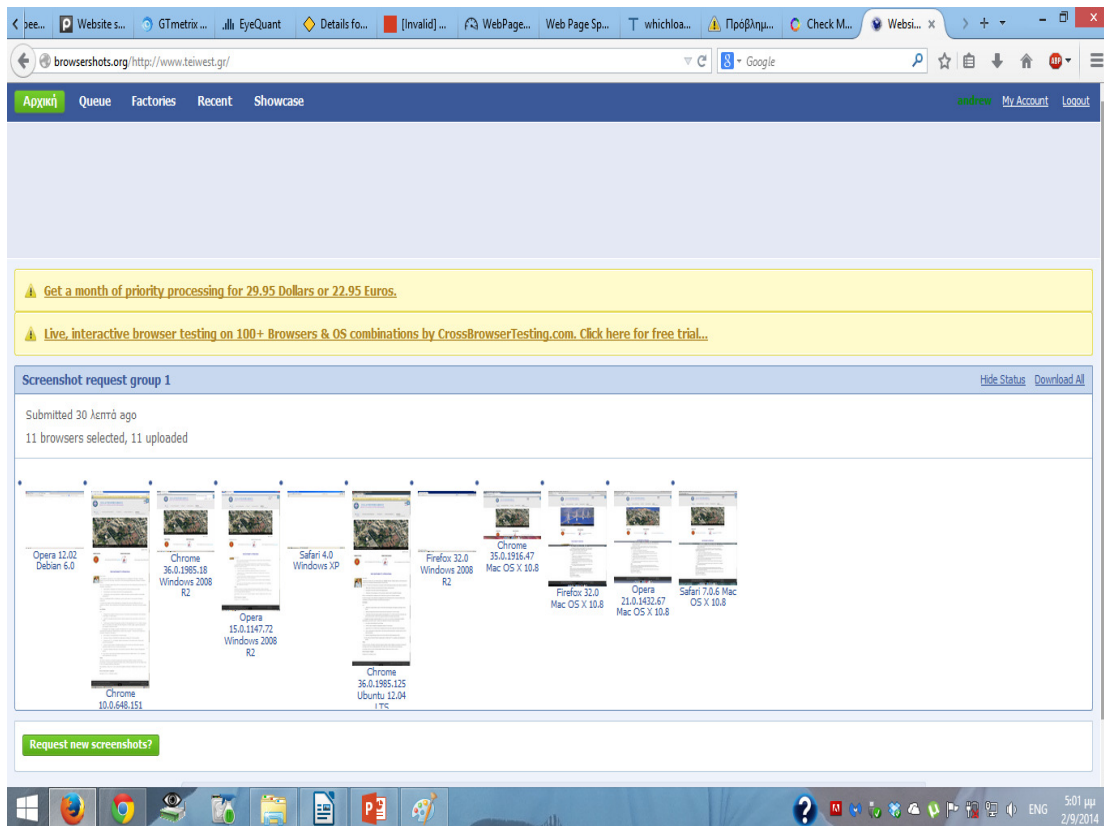 bee...
Website s...
GTmetrix ...
EyeQuant
Details fo...
[Invalid] ...
WebPage...
Web Page Sp...
whichloa...
Πρόβλημ...
Check M...
Websi...
browsershots.org/http://www.teiwest.gr/
Google
Αρχική Queue Factories Recent Showcase
My Account Logout
Get a month of priority processing for 29.95 Dollars or 22.95 Euros.
Live, interactive browser testing on 100+ Browsers & OS combinations by CrossBrowserTesting.com. Click here for free trial...
Screenshot request group 1
Hide Status Download All
Submitted 30 λεπτά ago
11 browsers selected, 11 uploaded
Opera 12.02
Debian 6.0
Chrome
10.0.648.151
Chrome
36.0.1985.18
Windows 2008
R2
Opera
15.0.1147.72
Windows 2008
R2
Safari 4.0
Windows XP
Chrome
36.0.1985.125
Ubuntu 12.04
LTS
Firefox 32.0
Windows 2008
R2
Chrome
35.0.1916.47
Mac OS X 10.8
Firefox 32.0
Mac OS X 10.8
Opera
21.0.1432.67
Mac OS X 10.8
Safari 7.0.6 Mac
OS X 10.8
Request new screenshots?
ENG
5:01 μμ
2/9/2014